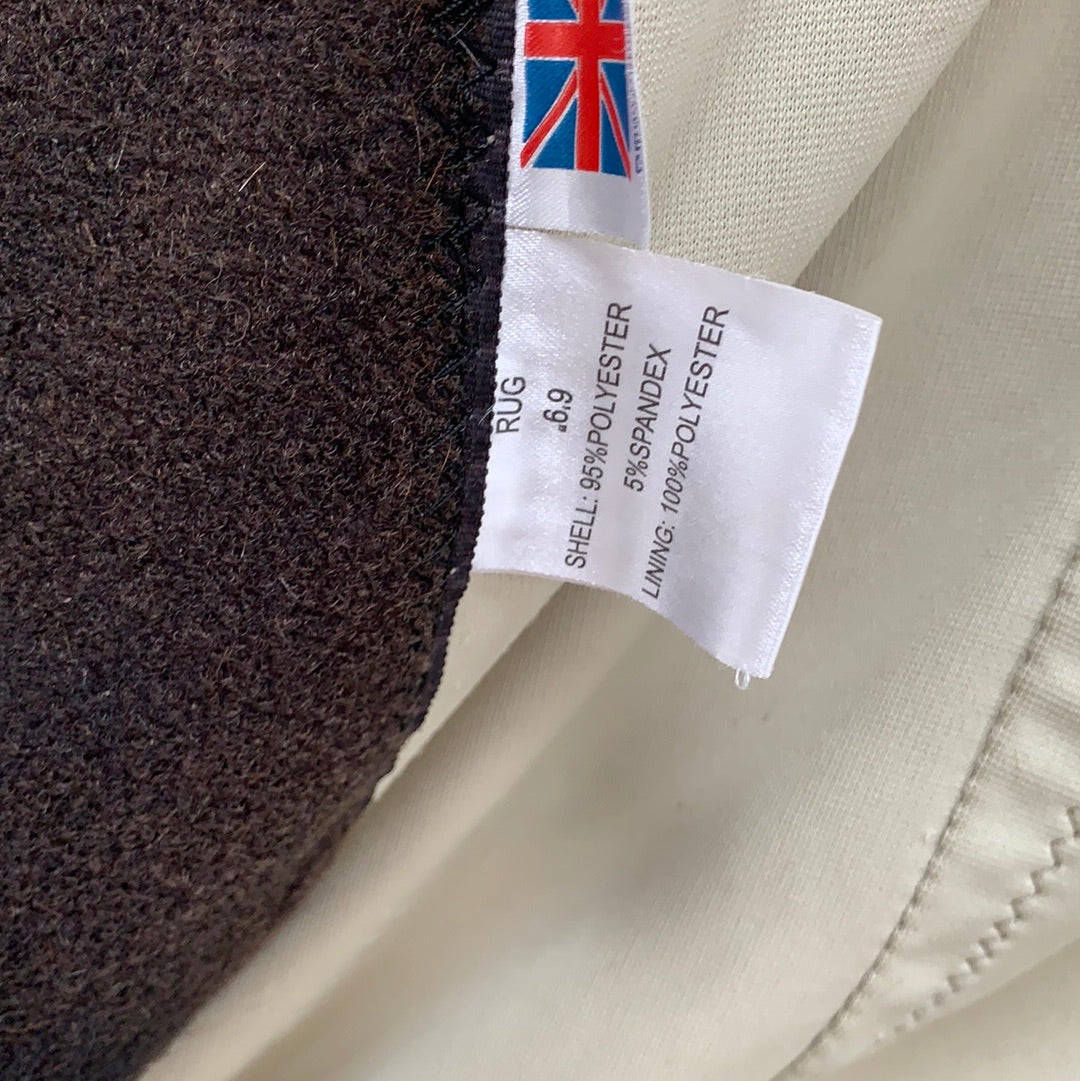 RUG
6'9
SHELL: 95%POLYESTER
5%SPANDEX
LINING: 100%POLYESTER